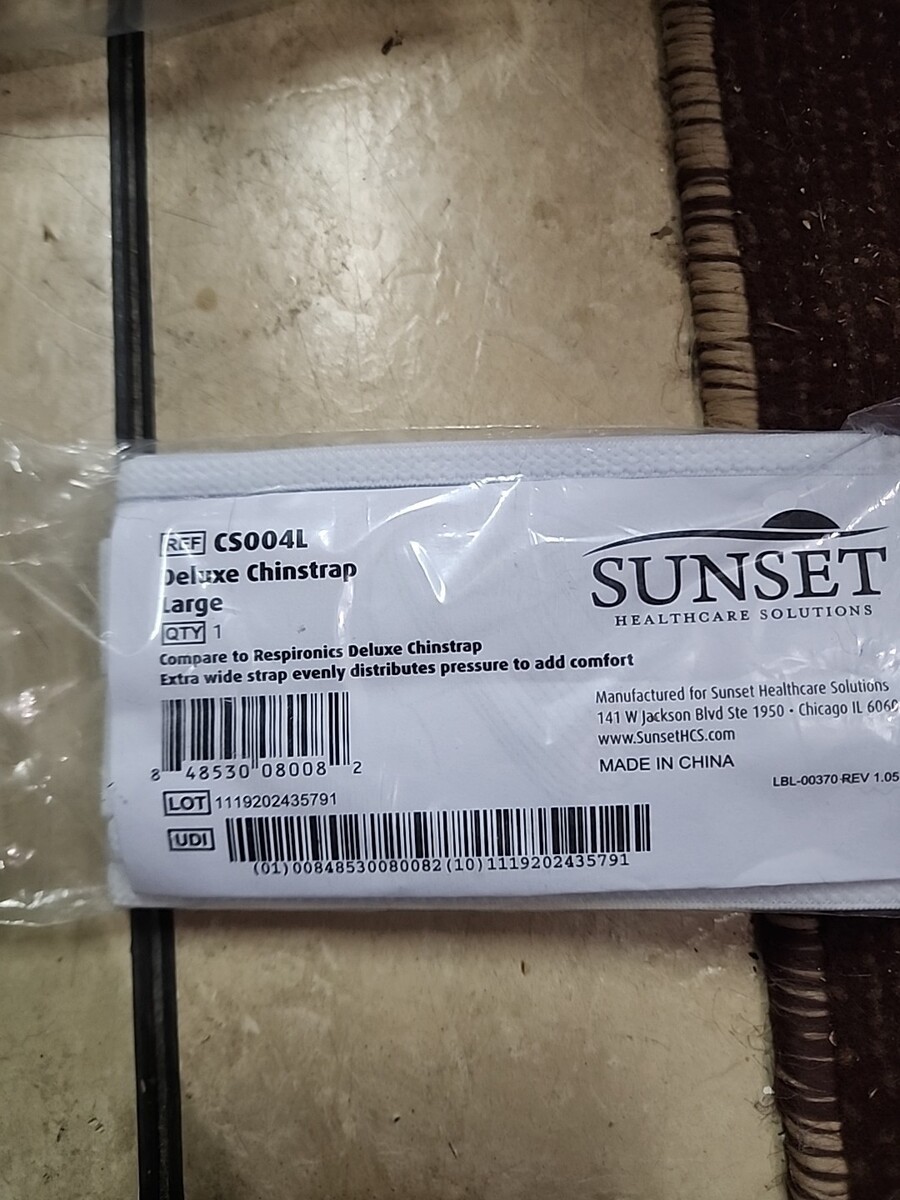 REF CS004L
Deluxe Chinstrap
Large
QTY 1
Compare to Respironics Deluxe Chinstrap
Extra wide strap evenly distributes pressure to add comfort
8 48530 08008 2
LOT 1119202435791
UDI
(01)00848530080082(10)1119202435791
SUNSET
HEALTHCARE SOLUTIONS
Manufactured for Sunset Healthcare Solutions
141 W Jackson Blvd Ste 1950 • Chicago IL
www.SunsetHCS.com
MADE IN CHINA
LBL-00370 REV 1.05